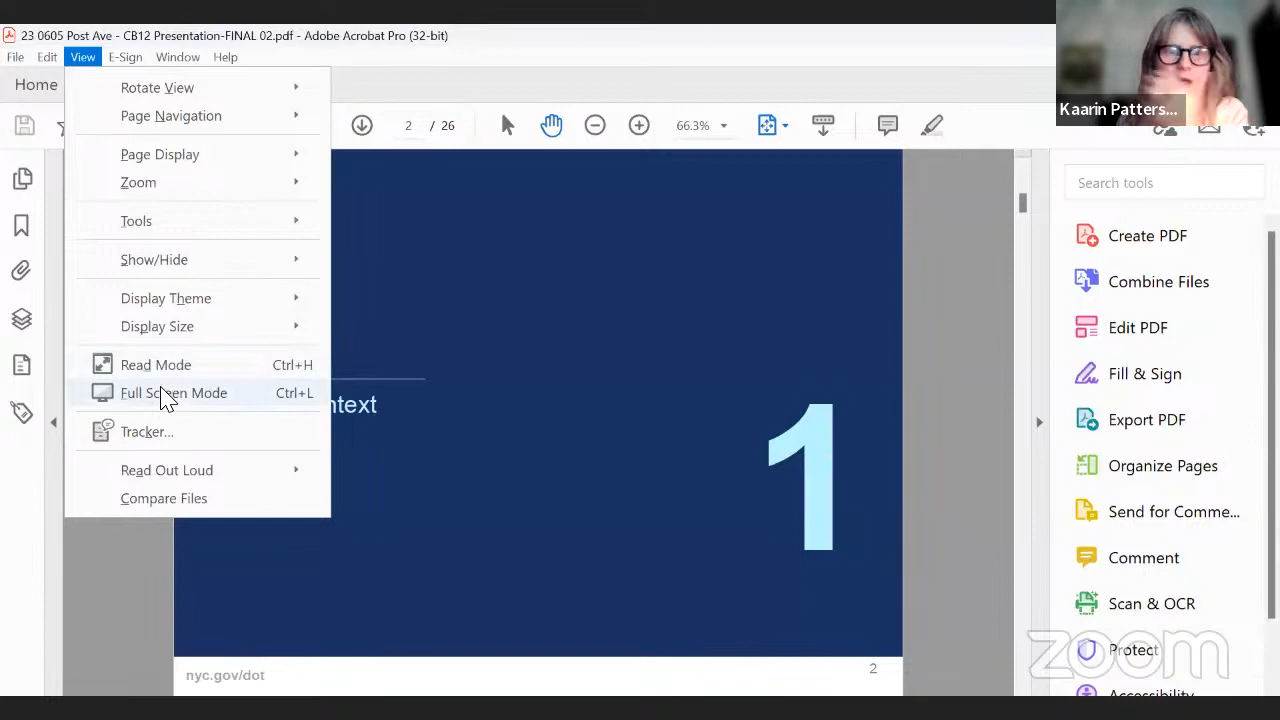 23 0605 Post Ave - CB12 Presentation-FINAL 02.pdf - Adobe Acrobat Pro (32-bit)
File Edit View E-Sign Window Help
Home
Kaarin Patters...
2 / 26 66.3%
Rotate View
Page Navigation
Page Display
Zoom
Tools
Show/Hide
Display Theme
Display Size
Read Mode Ctrl+H
Full Screen Mode Ctrl+L
Tracker...
Read Out Loud
Compare Files
ntext
1
nyc.gov/dot
2
Search tools
Create PDF
Combine Files
Edit PDF
Fill & Sign
Export PDF
Organize Pages
Send for Comme...
Comment
Scan & OCR
Protect
Accessibility
zoom